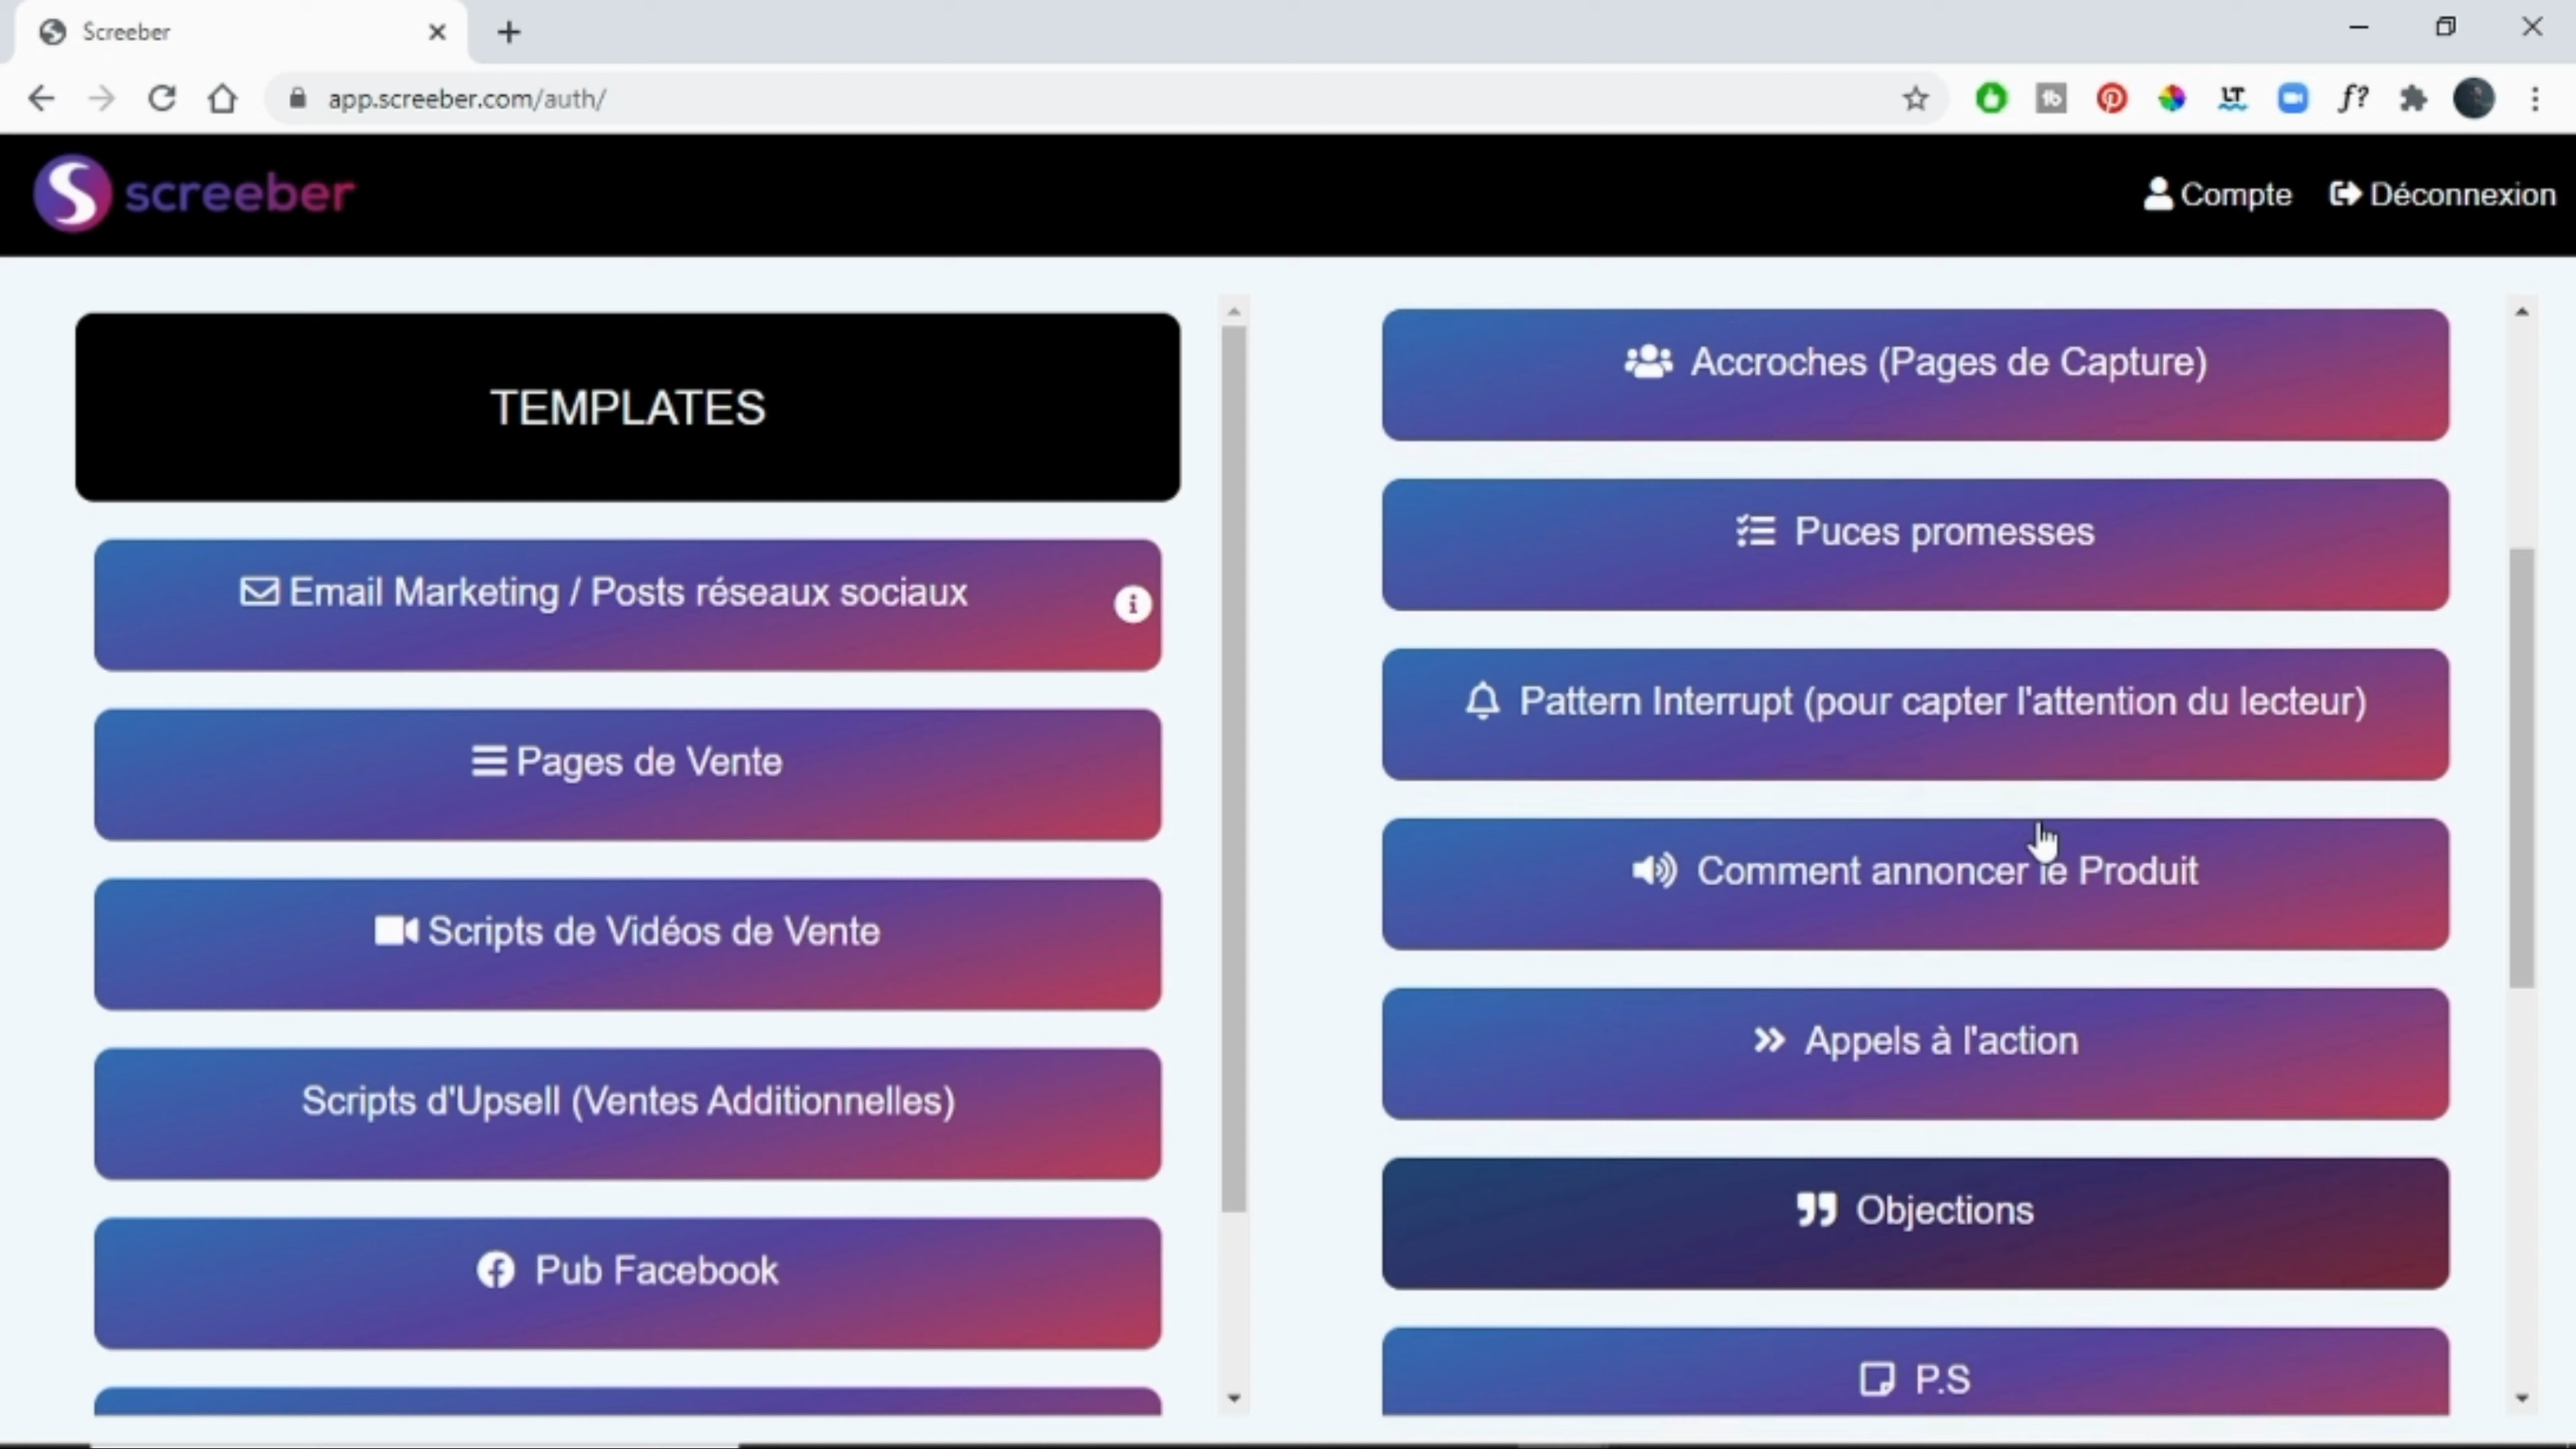 Screeber
app.screeber.com/auth/
screeber
Compte
Déconnexion
TEMPLATES
Email Marketing / Posts réseaux sociaux
Pages de Vente
Scripts de Vidéos de Vente
Scripts d'Upsell (Ventes Additionnelles)
Pub Facebook
Accroches (Pages de Capture)
Puces promesses
Pattern Interrupt (pour capter l'attention du lecteur)
Comment annoncer le Produit
Appels à l'action
Objections
P.S